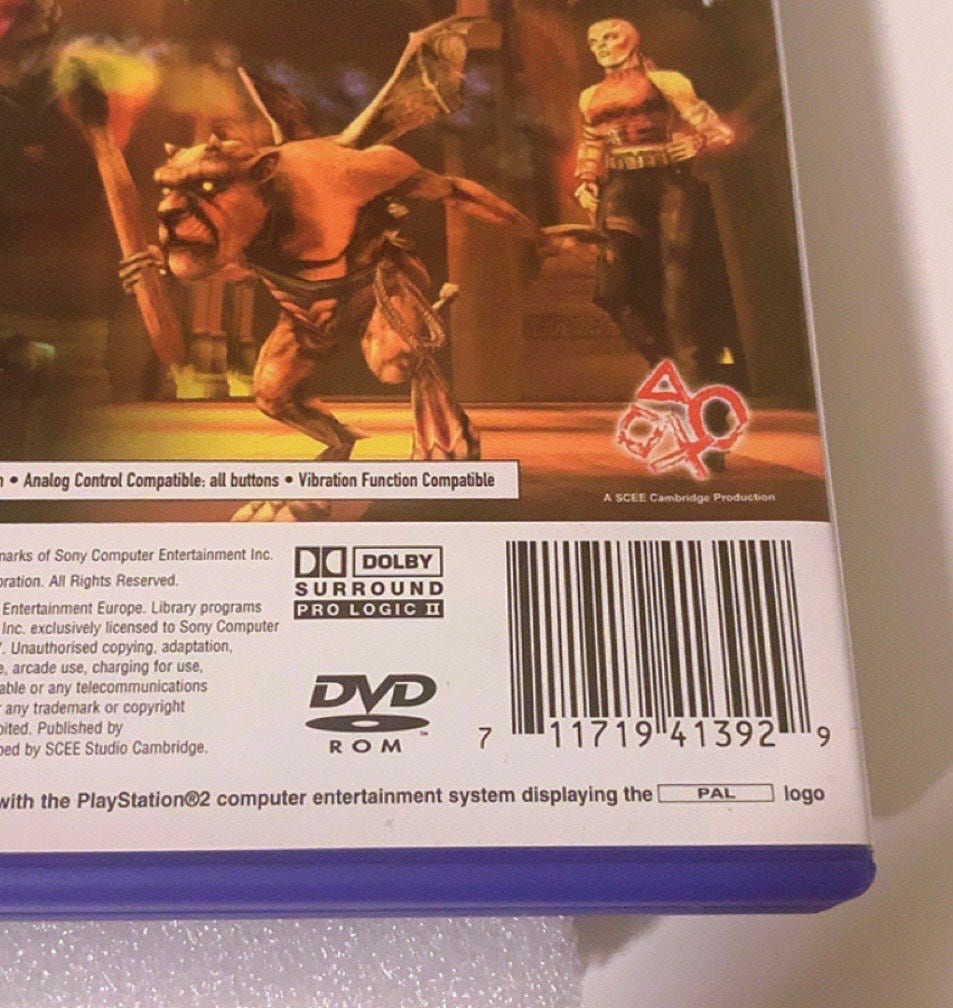 • Analog Control Compatible: all buttons • Vibration Function Compatible
A SCEE Cambridge Production
marks of Sony Computer Entertainment Inc.
oration. All Rights Reserved.
Entertainment Europe. Library programs
Inc. exclusively licensed to Sony Computer
Unauthorised copying, adaptation,
e, arcade use, charging for use,
able or any telecommunications
any trademark or copyright
bited. Published by
ped by SCEE Studio Cambridge.
DOLBY
SURROUND
PRO LOGIC II
DVD
ROM
™
7 11719 41392 9
with the PlayStation®2 computer entertainment system displaying the PAL logo